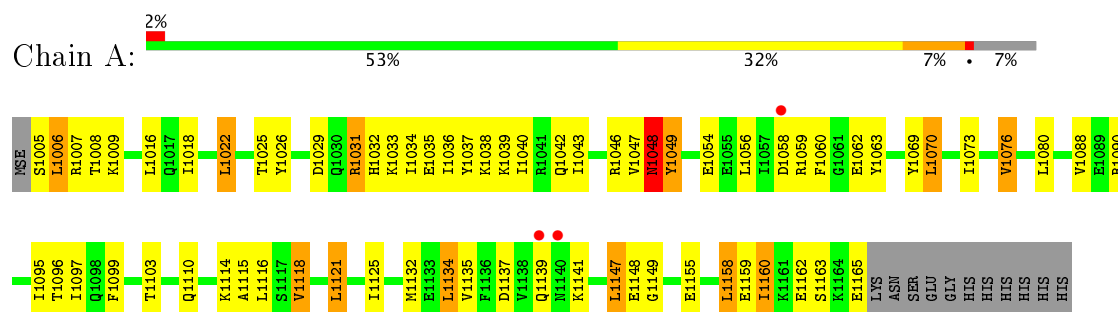 2%
Chain A:
53% 32% 7% • 7%
MSE S1005 L1006 R1007 T1008 K1009 L1016 Q1017 I1018 L1022 T1025 Y1026 D1029 Q1030 R1031 H1032 K1033 I1034 E1035 I1036 Y1037 K1038 K1039 I1040 R1041 Q1042 I1043 R1046 V1047 N1048 Y1049 E1054 E1055 L1056 I1057 D1058 R1059 F1060 G1061 E1062 Y1063 Y1069 L1070 I1073 V1076 L1080 V1088 E1089
I1095 T1096 I1097 Q1098 F1099 T1103 Q1110 K1114 A1115 L1116 S1117 V1118 L1121 I1125 M1132 E1133 L1134 V1135 F1136 D1137 V1138 Q1139 N1140 K1141 L1147 E1148 G1149 E1155 L1158 E1159 I1160 K1161 E1162 S1163 K1164 E1165 LYS ASN SER GLU GLY HIS HIS HIS HIS HIS HIS